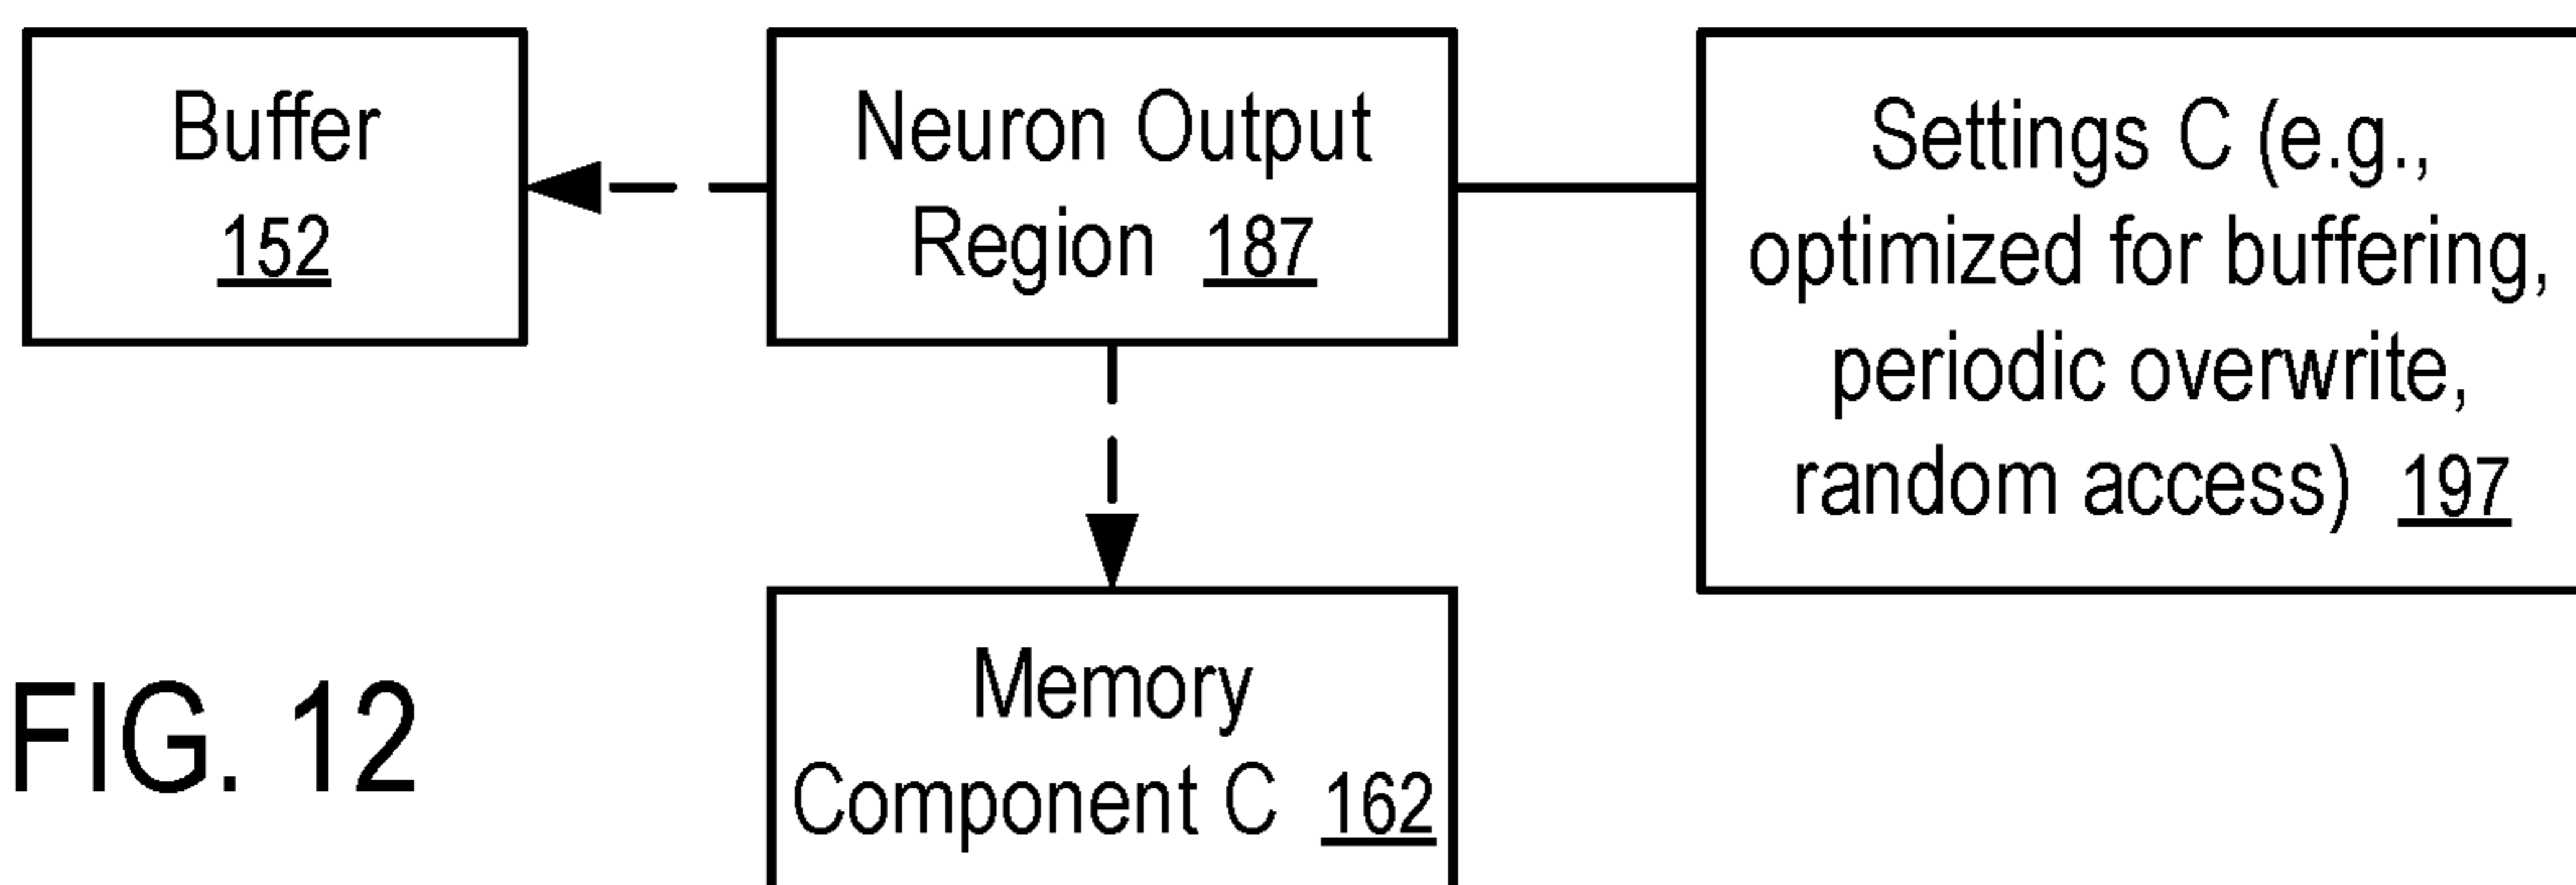 Buffer
152
Neuron Output
Region 187
Settings C (e.g.,
optimized for buffering,
periodic overwrite,
random access) 197
Memory
Component C 162
FIG. 12